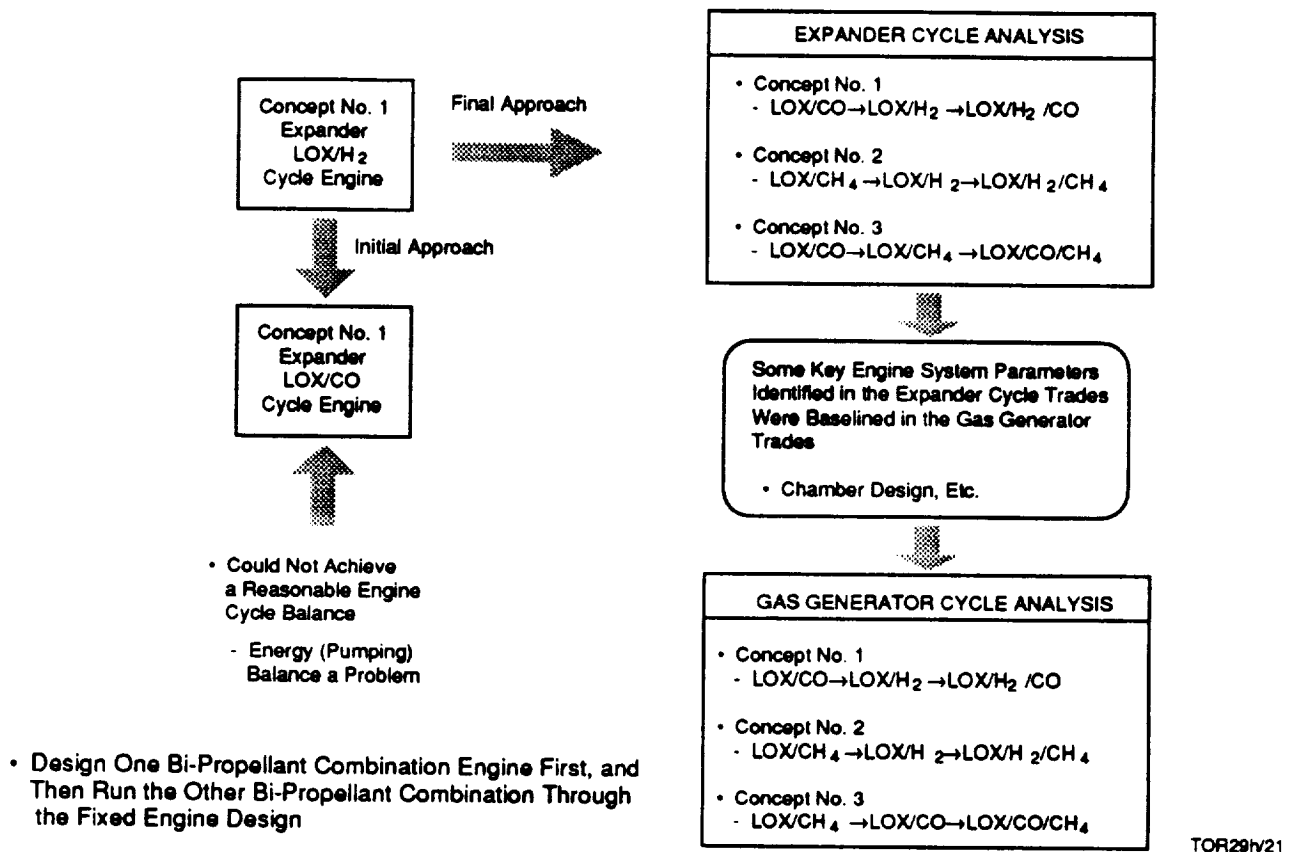 Concept No. 1
Expander
LOX/H2
Cycle Engine
Final Approach
Initial Approach
Concept No. 1
Expander
LOX/CO
Cycle Engine
• Could Not Achieve
a Reasonable Engine
Cycle Balance
- Energy (Pumping)
Balance a Problem
• Design One Bi-Propellant Combination Engine First, and
Then Run the Other Bi-Propellant Combination Through
the Fixed Engine Design
EXPANDER CYCLE ANALYSIS
• Concept No. 1
- LOX/CO→LOX/H2 →LOX/H2 /CO
• Concept No. 2
- LOX/CH4 →LOX/H2→LOX/H2/CH4
• Concept No. 3
- LOX/CO→LOX/CH4 →LOX/CO/CH4
Some Key Engine System Parameters
Identified in the Expander Cycle Trades
Were Baselined in the Gas Generator
Trades
• Chamber Design, Etc.
GAS GENERATOR CYCLE ANALYSIS
• Concept No. 1
- LOX/CO→LOX/H2 →LOX/H2 /CO
• Concept No. 2
- LOX/CH4 →LOX/H2→LOX/H2/CH4
• Concept No. 3
- LOX/CH4 →LOX/CO→LOX/CO/CH4
TOR29h/21